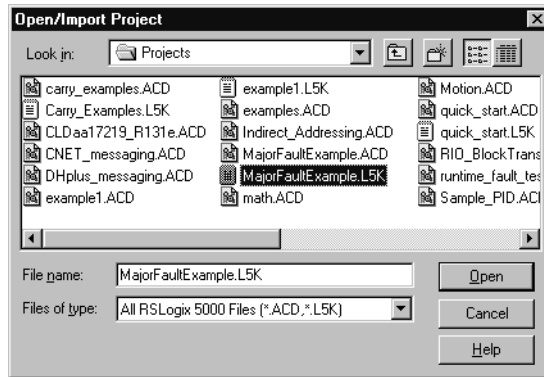 Open/Import Project
Look in: Projects
carry_examples.ACD example1.L5K Motion.ACD
Carry_Examples.L5K examples.ACD quick_start.ACD
CLDaa17219_R131e.ACD Indirect_Addressing.ACD quick_start.L5K
CNET_messaging.ACD MajorFaultExample.ACD RIO_BlockTrans
DHplus_messaging.ACD MajorFaultExample.L5K runtime_fault_tes
example1.ACD math.ACD Sample_PID.ACI
File name: MajorFaultExample.L5K Open
Files of type: All RSLogix 5000 Files (*.ACD,*.L5K) Cancel
Help